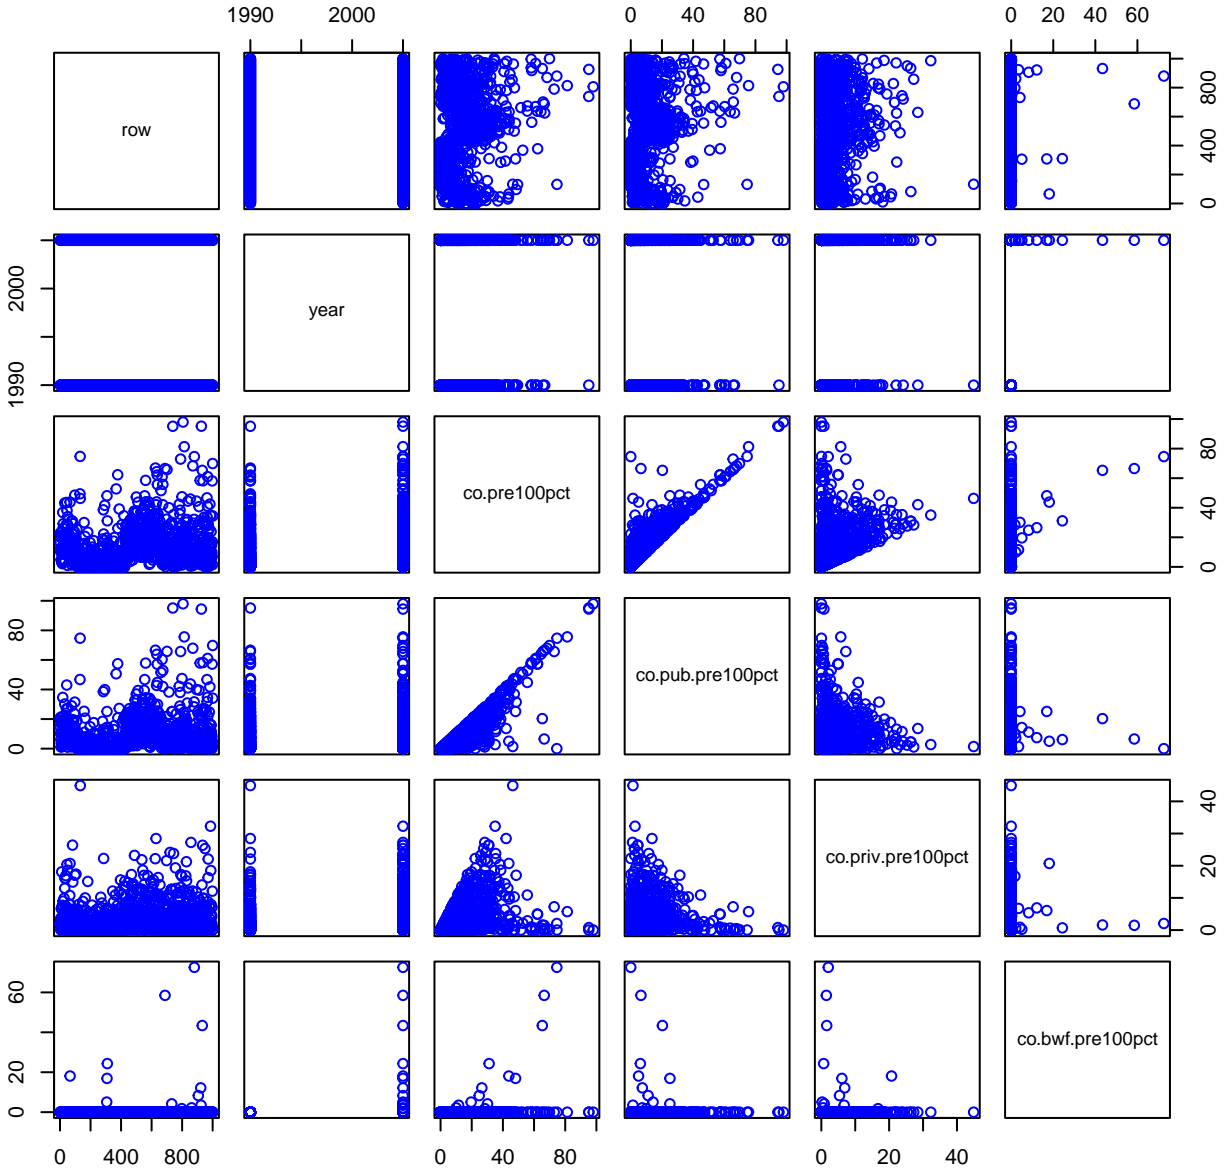 1990 2000 0 40 80 0 20 40 60
row 0 400 800
1990 2000 year
co.pre100pct 0 40 80
0 40 80 co.pub.pre100pct
co.priv.pre100pct 0 20 40
0 20 60 co.bwf.pre100pct
0 400 800 0 40 80 0 20 40